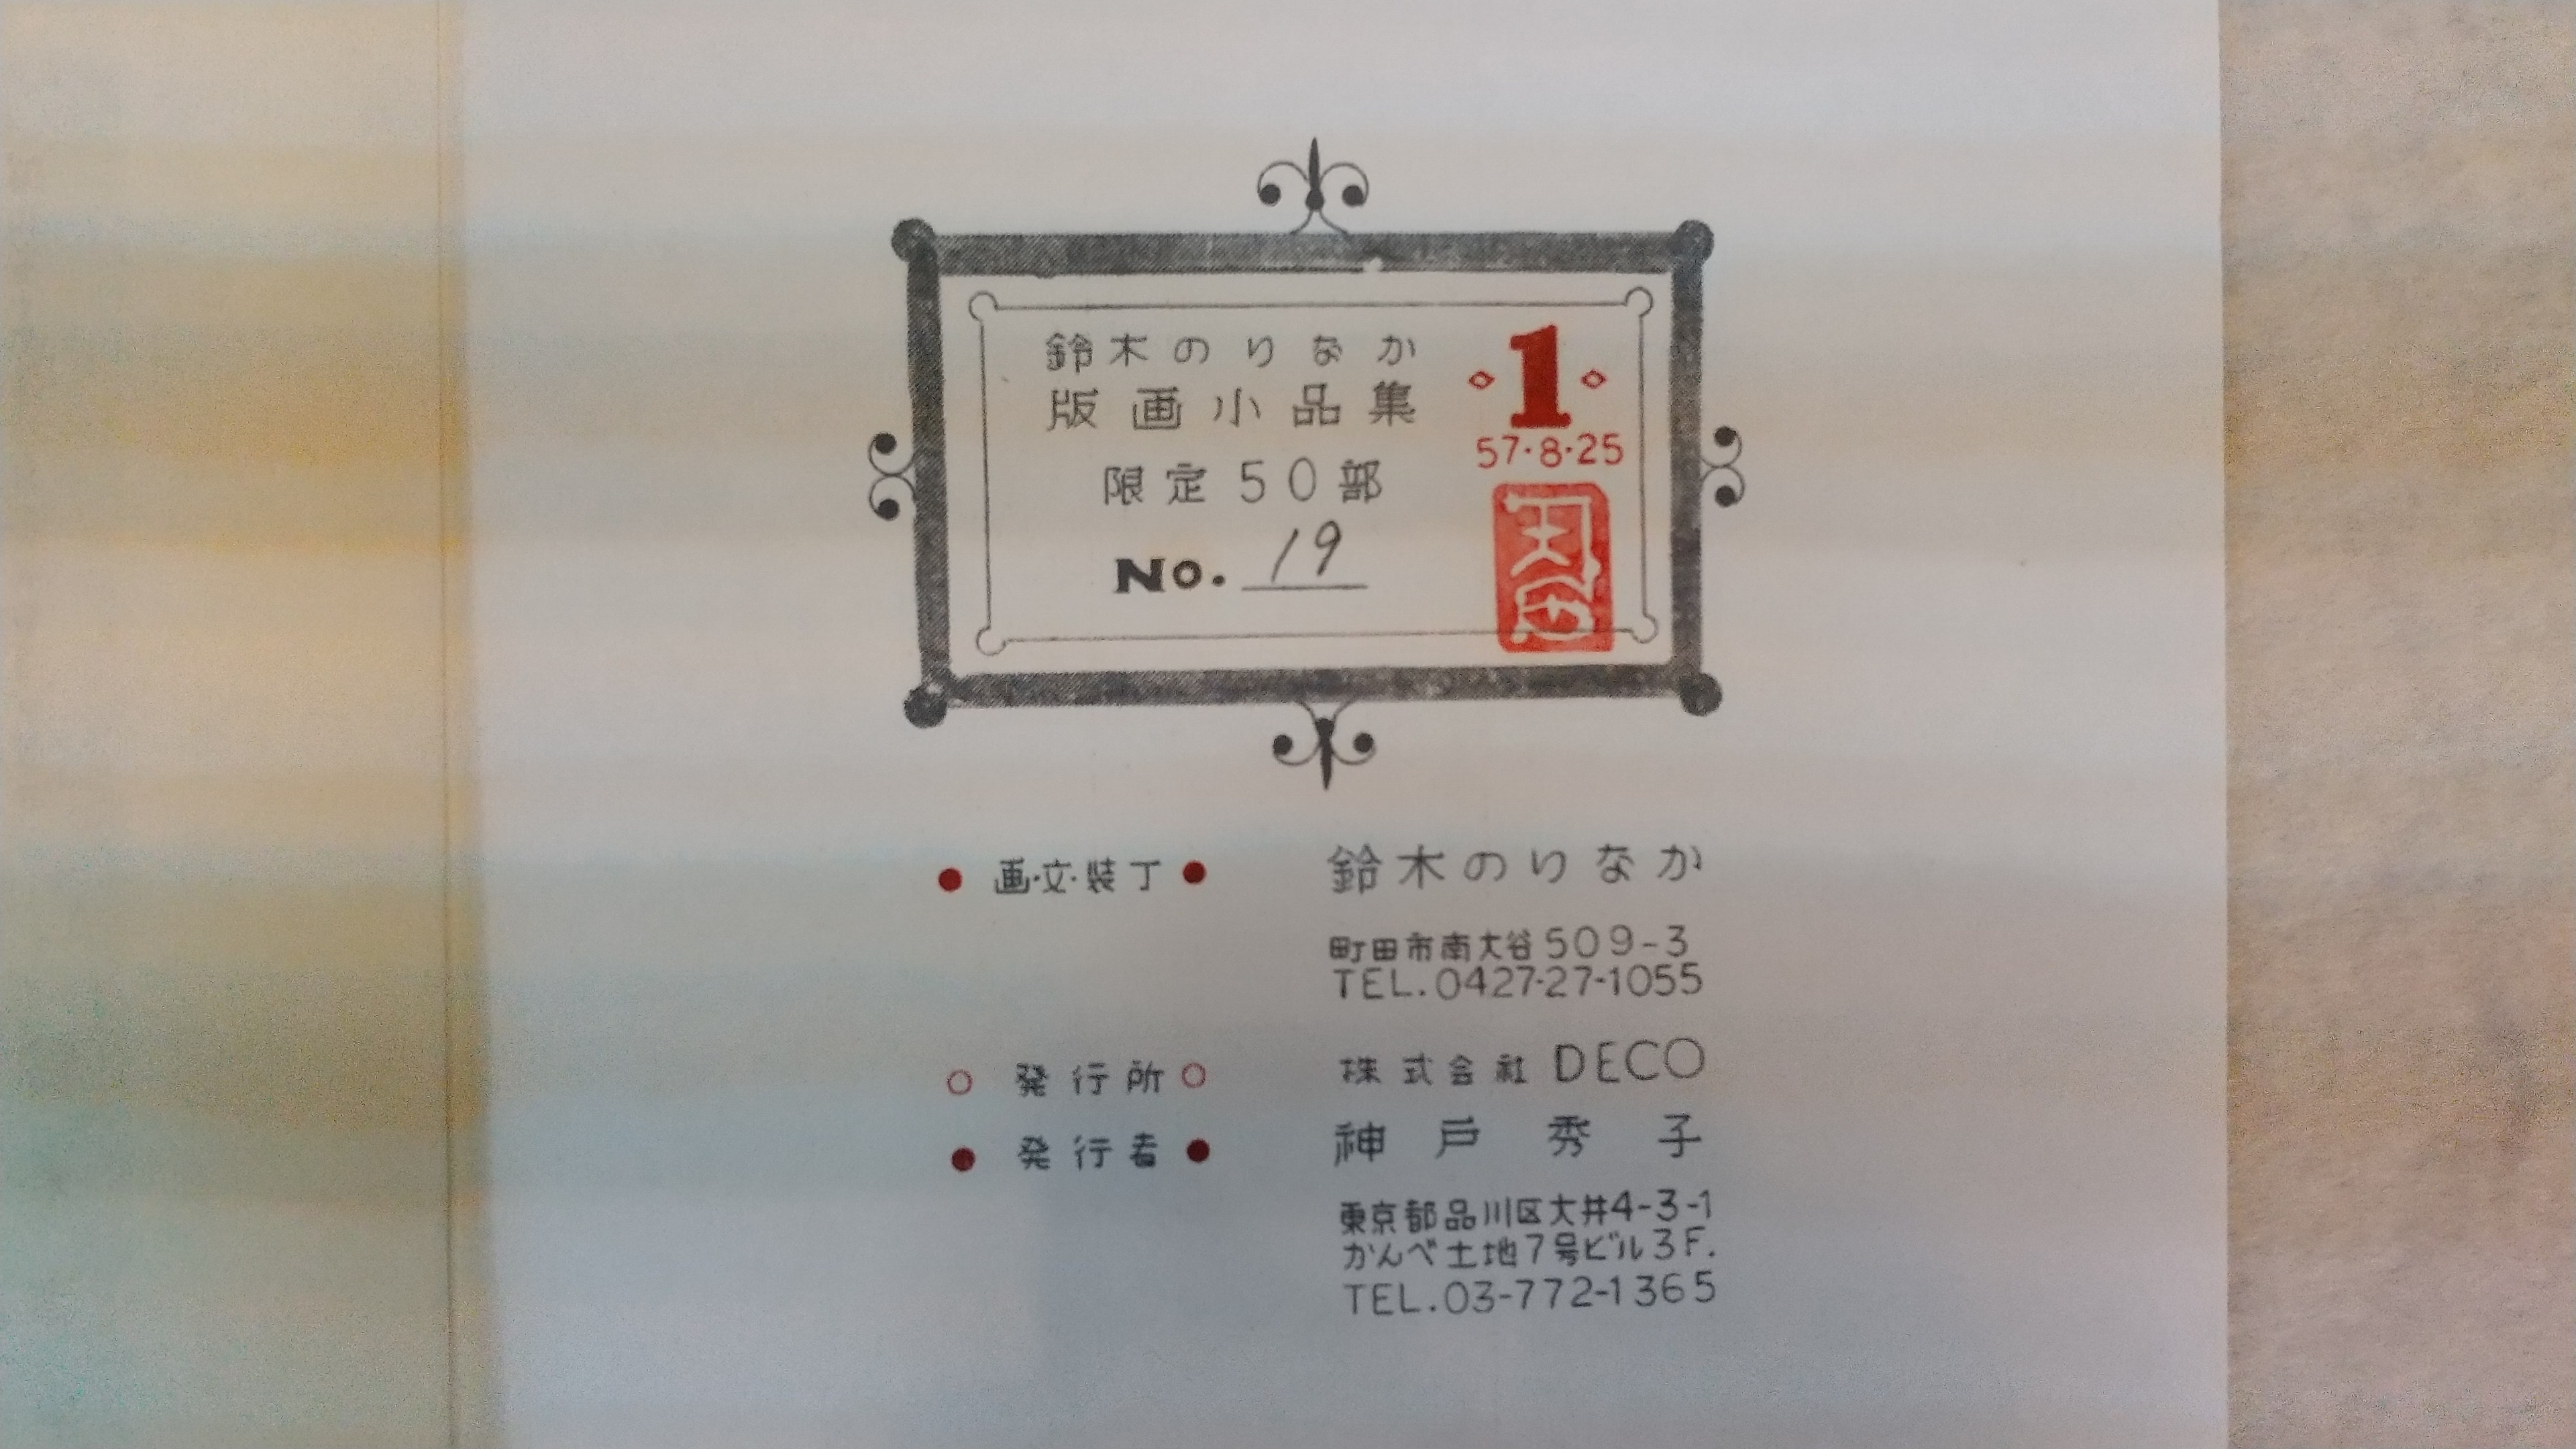 鈴木のりなか
版画小品集
限定50部
No. 19
1
57・8・25
●画・文・装丁● 鈴木のりなか
町田市南大谷509-3
TEL.0427-27-1055
○発行所○ 株式会社DECO
●発行者● 神戸秀子
東京都品川区大井4-3-1
かんべ土地7号ビル3F.
TEL.03-772-1365